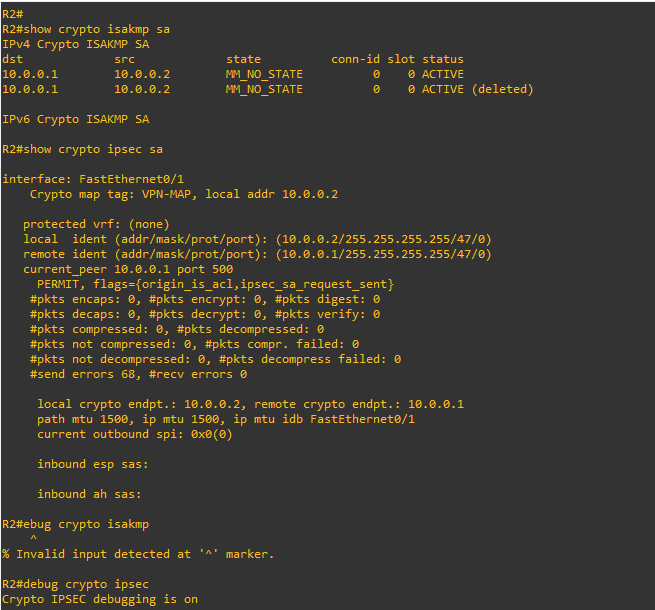 R2#
R2#show crypto isakmp sa
IPv4 Crypto ISAKMP SA
dst             src             state          conn-id slot status
10.0.0.1        10.0.0.2        MM_NO_STATE          0    0 ACTIVE
10.0.0.1        10.0.0.2        MM_NO_STATE          0    0 ACTIVE (deleted)
IPv6 Crypto ISAKMP SA
R2#show crypto ipsec sa
interface: FastEthernet0/1
    Crypto map tag: VPN-MAP, local addr 10.0.0.2
   protected vrf: (none)
   local  ident (addr/mask/prot/port): (10.0.0.2/255.255.255.255/47/0)
   remote ident (addr/mask/prot/port): (10.0.0.1/255.255.255.255/47/0)
   current_peer 10.0.0.1 port 500
     PERMIT, flags={origin_is_acl,ipsec_sa_request_sent}
    #pkts encaps: 0, #pkts encrypt: 0, #pkts digest: 0
    #pkts decaps: 0, #pkts decrypt: 0, #pkts verify: 0
    #pkts compressed: 0, #pkts decompressed: 0
    #pkts not compressed: 0, #pkts compr. failed: 0
    #pkts not decompressed: 0, #pkts decompress failed: 0
    #send errors 68, #recv errors 0
     local crypto endpt.: 10.0.0.2, remote crypto endpt.: 10.0.0.1
     path mtu 1500, ip mtu 1500, ip mtu idb FastEthernet0/1
     current outbound spi: 0x0(0)
     inbound esp sas:
     inbound ah sas:
R2#ebug crypto isakmp
    ^
% Invalid input detected at '^' marker.
R2#debug crypto ipsec
Crypto IPSEC debugging is on